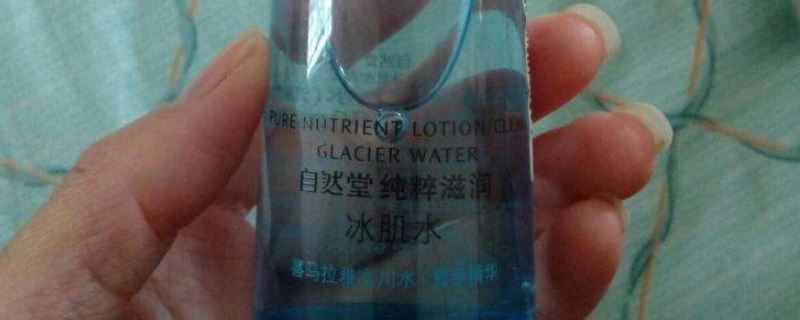 PURE NUTRIENT LOTION/CLEAR
GLACIER WATER
自然堂 纯粹滋润
冰肌水
喜马拉雅冰川水